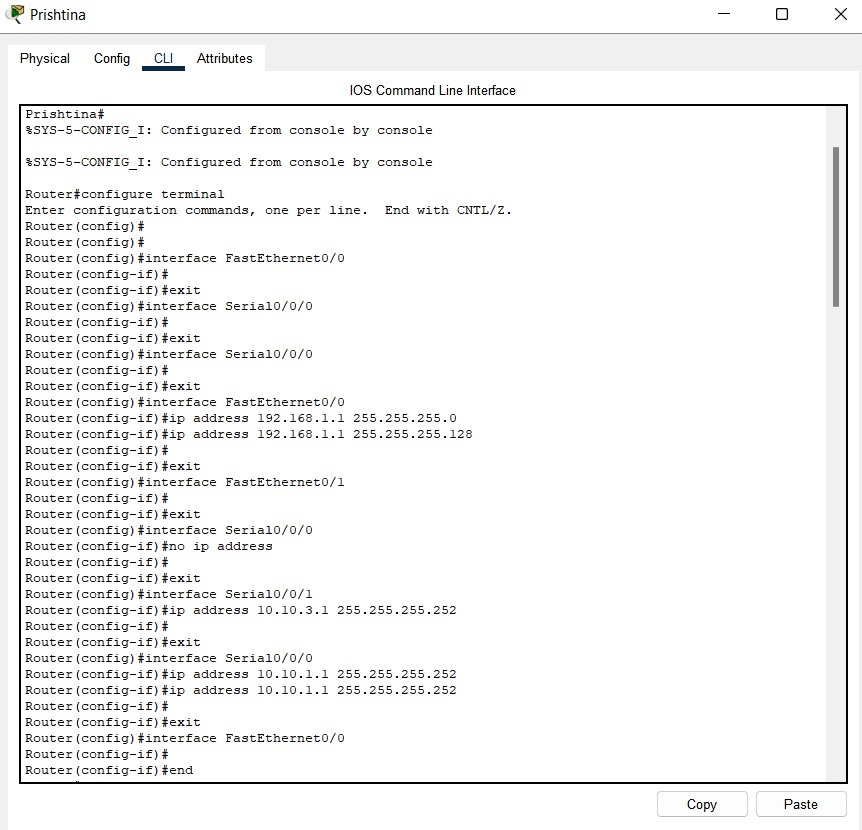 Prishtina
Physical Config CLI Attributes
IOS Command Line Interface
Prishtina#
%SYS-5-CONFIG_I: Configured from console by console
%SYS-5-CONFIG_I: Configured from console by console
Router#configure terminal
Enter configuration commands, one per line.  End with CNTL/Z.
Router(config)#
Router(config)#
Router(config)#interface FastEthernet0/0
Router(config-if)#
Router(config-if)#exit
Router(config)#interface Serial0/0/0
Router(config-if)#
Router(config-if)#exit
Router(config)#interface Serial0/0/0
Router(config-if)#
Router(config-if)#exit
Router(config)#interface FastEthernet0/0
Router(config-if)#ip address 192.168.1.1 255.255.255.0
Router(config-if)#ip address 192.168.1.1 255.255.255.128
Router(config-if)#
Router(config-if)#exit
Router(config)#interface FastEthernet0/1
Router(config-if)#
Router(config-if)#exit
Router(config)#interface Serial0/0/0
Router(config-if)#no ip address
Router(config-if)#
Router(config-if)#exit
Router(config)#interface Serial0/0/1
Router(config-if)#ip address 10.10.3.1 255.255.255.252
Router(config-if)#
Router(config-if)#exit
Router(config)#interface Serial0/0/0
Router(config-if)#ip address 10.10.1.1 255.255.255.252
Router(config-if)#ip address 10.10.1.1 255.255.255.252
Router(config-if)#
Router(config-if)#exit
Router(config)#interface FastEthernet0/0
Router(config-if)#
Router(config-if)#end
Copy Paste